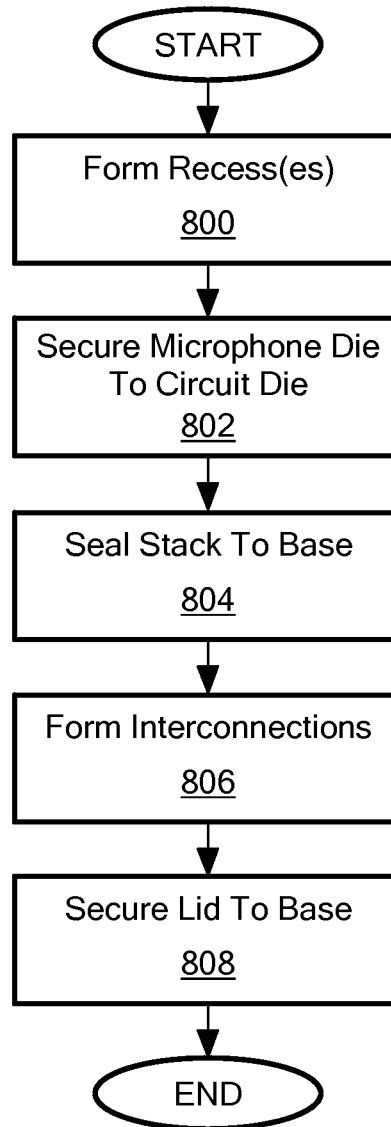 START
Form Recess(es)
800
Secure Microphone Die
To Circuit Die
802
Seal Stack To Base
804
Form Interconnections
806
Secure Lid To Base
808
END